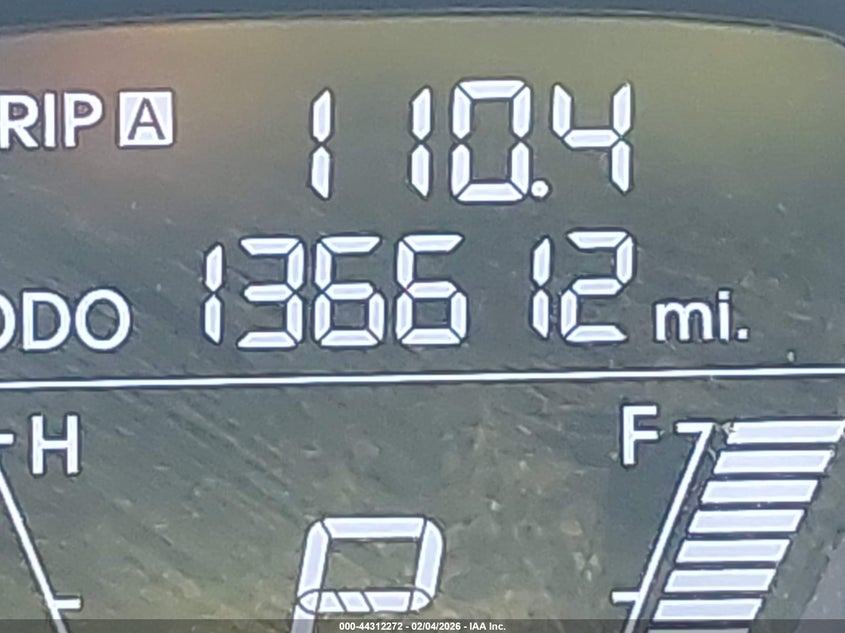 RIP A 110.4
ODO 136612 mi.
H F
P
000-44312272 - 02/04/2026 - IAA Inc.